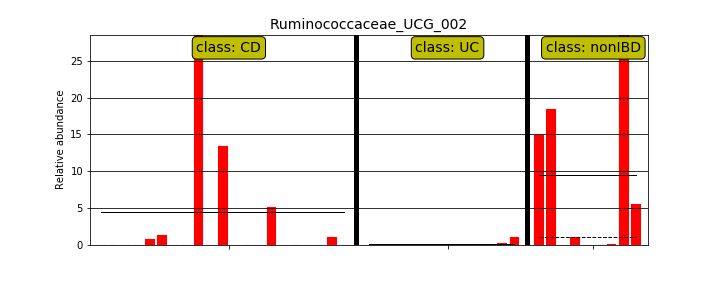 Ruminococcaceae_UCG_002
class: CD
class: UC
class: nonIBD
25
20
15
10
5
0
Relative abundance